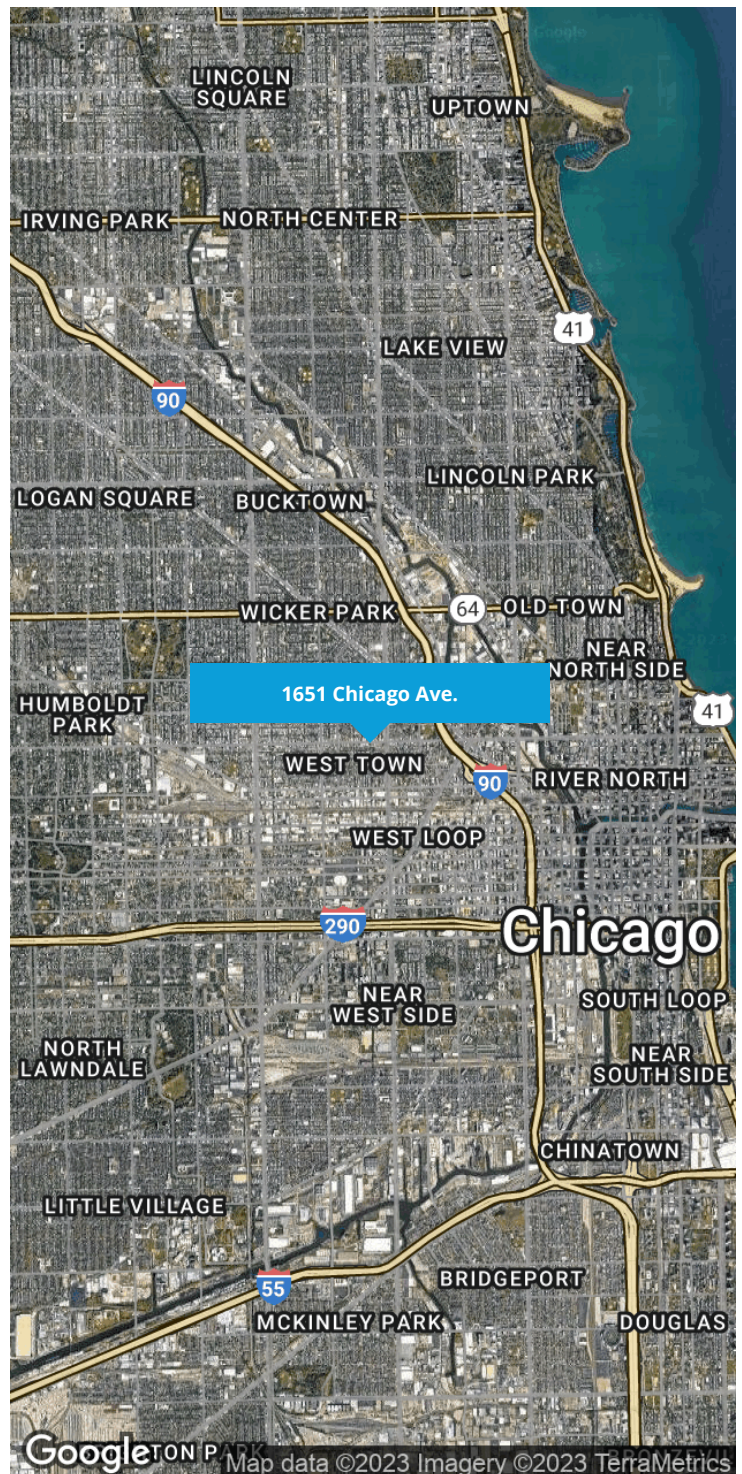 Google
LINCOLN
SQUARE
UPTOWN
IRVING PARK
NORTH CENTER
41
LAKE VIEW
90
LINCOLN PARK
LOGAN SQUARE
BUCKTOWN
WICKER PARK
64
OLD TOWN
NEAR
NORTH SIDE
1651 Chicago Ave.
HUMBOLDT
PARK
41
WEST TOWN
90
RIVER NORTH
WEST LOOP
290
Chicago
NEAR
WEST SIDE
SOUTH LOOP
NORTH
LAWNDALE
NEAR
SOUTH SIDE
CHINATOWN
LITTLE VILLAGE
55
BRIDGEPORT
MCKINLEY PARK
DOUGLAS
Google
Map data ©2023 Imagery ©2023 TerraMetrics